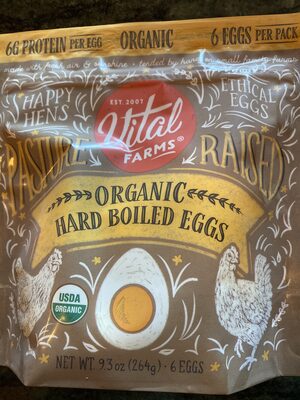 6G PROTEIN PER EGG ORGANIC 6 EGGS PER PACK
made with fresh air & sunshine • tended by hand on small family farms
HAPPY HENS
EST. 2007
Vital
FARMS®
ETHICAL EGGS
PASTURE RAISED
ORGANIC
HARD BOILED EGGS
USDA
ORGANIC
NET WT. 9.3 oz (264g) • 6 EGGS